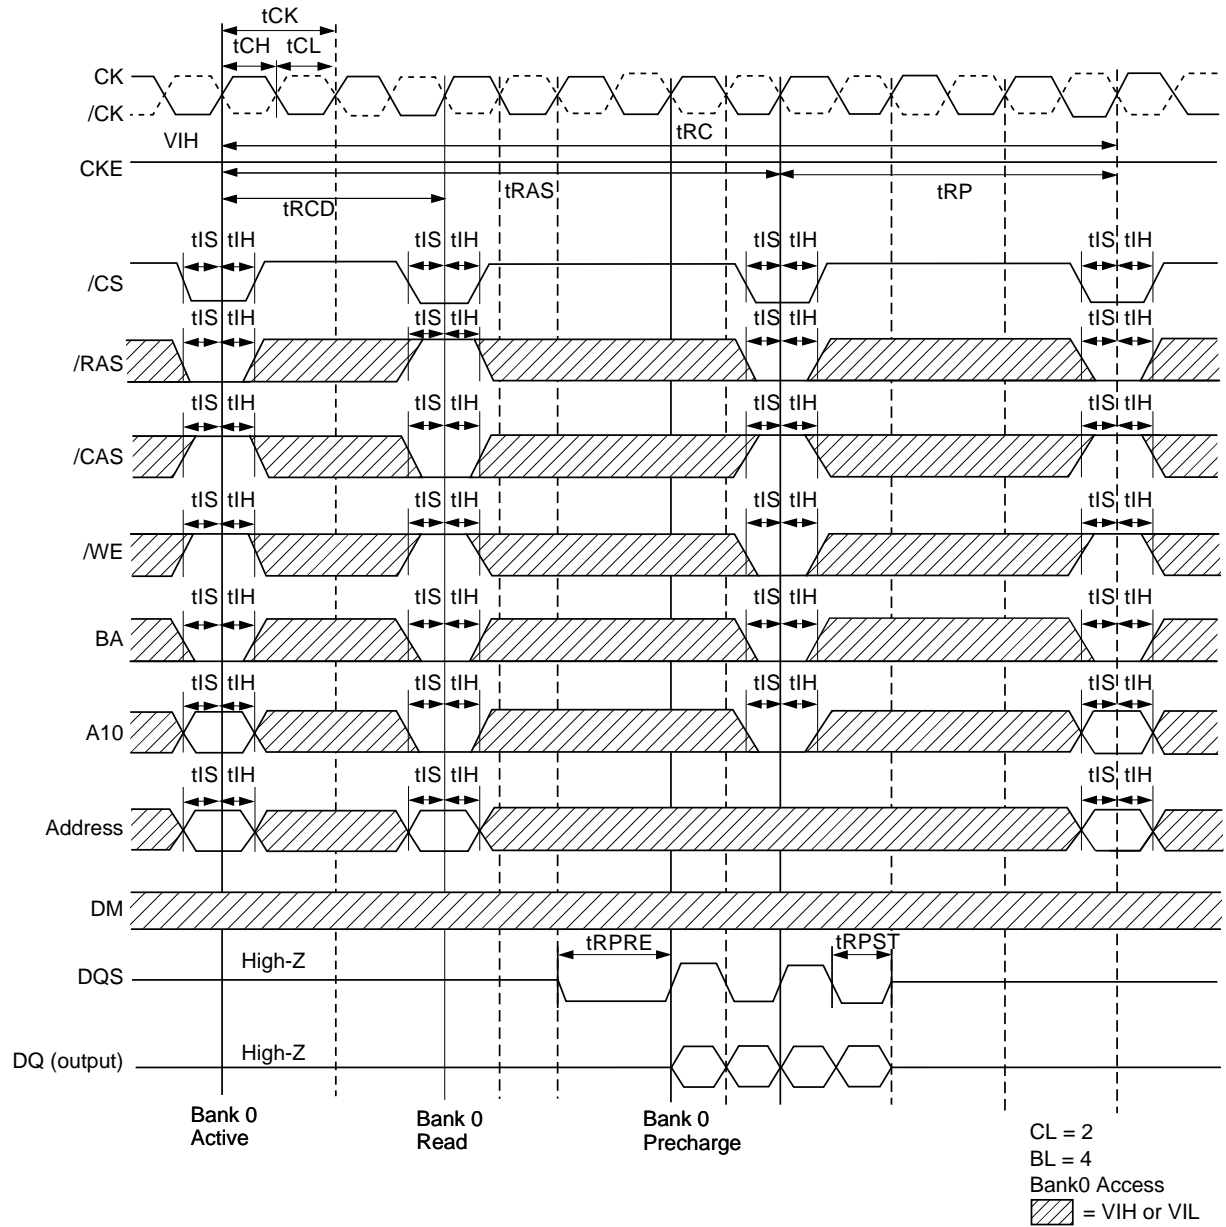 tCK
tCH tCL
CK
/CK
VIH
tRC
CKE
tRAS
tRP
tRCD
tIS tIH tIS tIH tIS tIH tIS tIH
/CS
tIS tIH tIS tIH tIS tIH tIS tIH
/RAS
tIS tIH tIS tIH tIS tIH tIS tIH
/CAS
tIS tIH tIS tIH tIS tIH tIS tIH
/WE
tIS tIH tIS tIH tIS tIH tIS tIH
BA
tIS tIH tIS tIH tIS tIH tIS tIH
A10
tIS tIH tIS tIH tIS tIH
Address
DM
tRPRE tRPST
High-Z
DQS
High-Z
DQ (output)
Bank 0
Active
Bank 0
Read
Bank 0
Precharge
CL = 2
BL = 4
Bank0 Access
= VIH or VIL